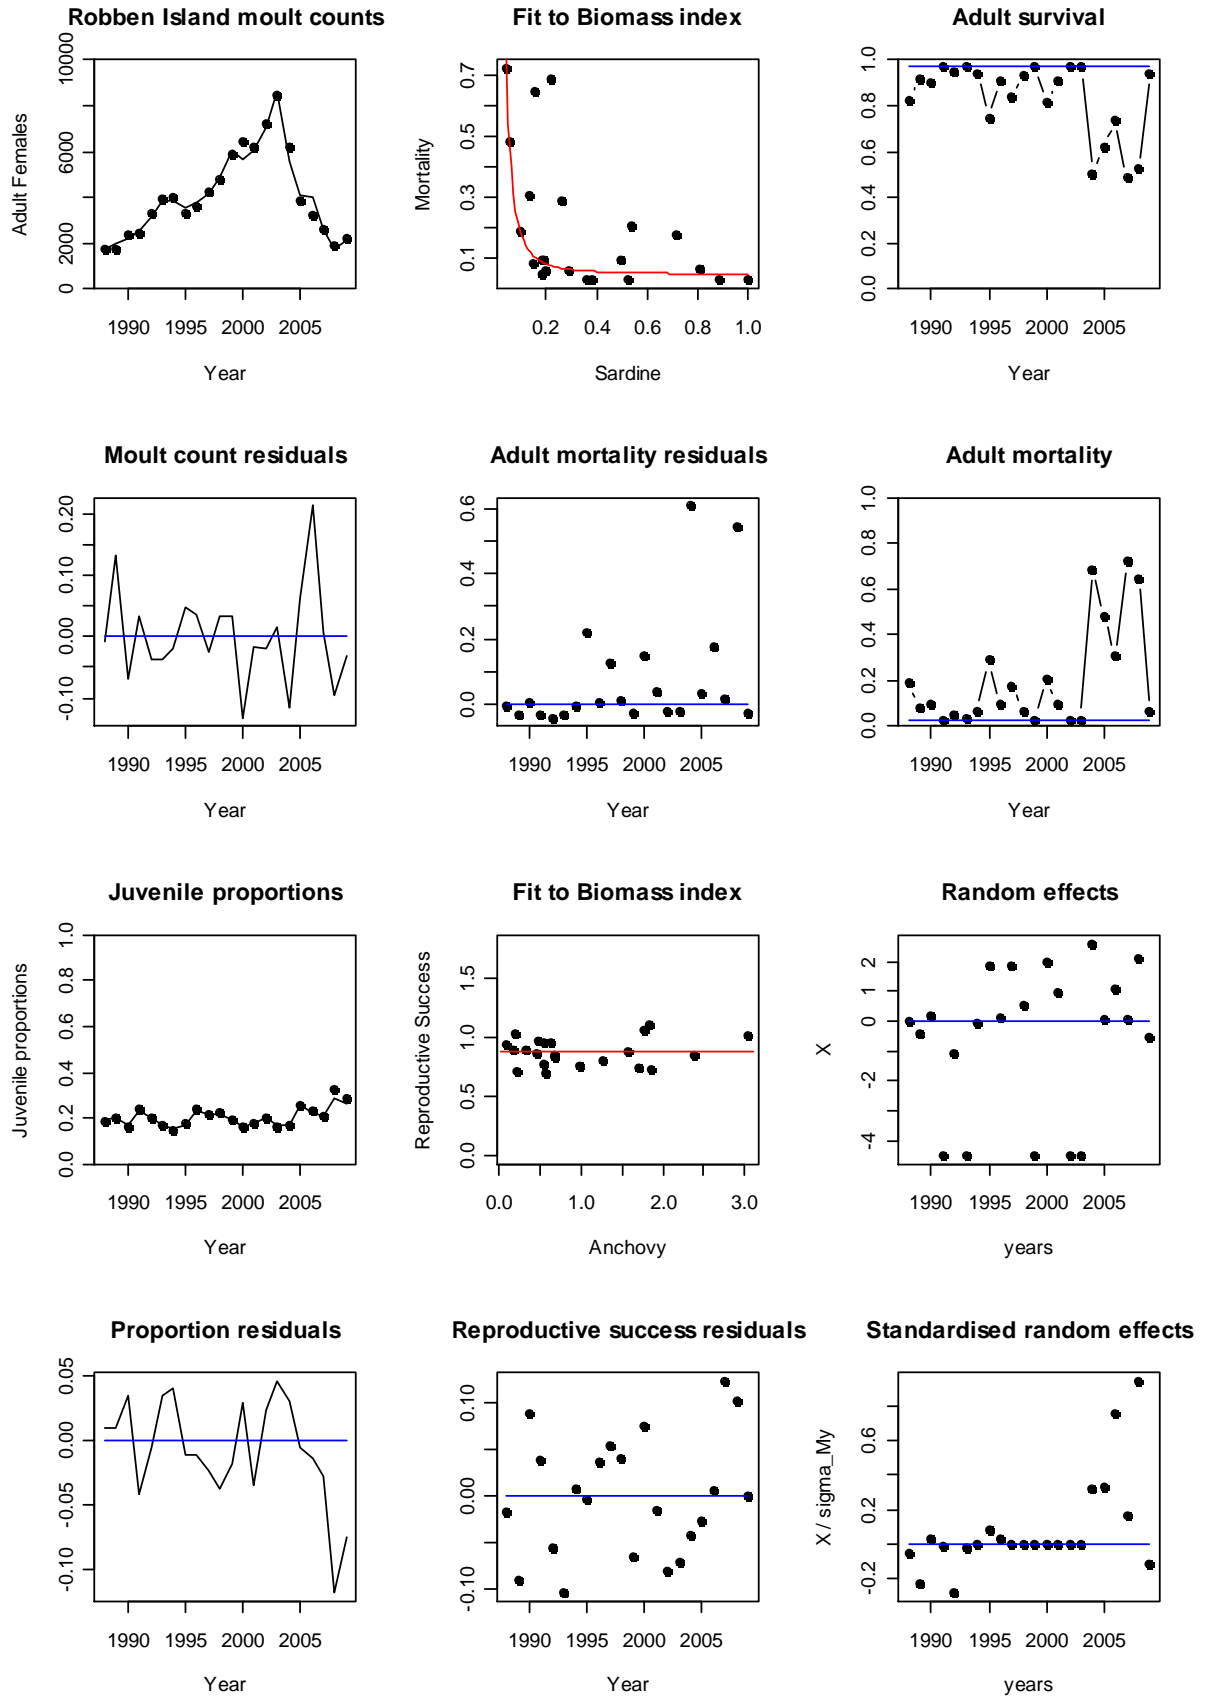 Robben Island moult counts
Adult Females
0 2000 6000 10000
1990 1995 2000 2005
Year
Fit to Biomass index
Mortality
0.1 0.3 0.5 0.7
0.2 0.4 0.6 0.8 1.0
Sardine
Adult survival
0.0 0.2 0.4 0.6 0.8 1.0
1990 1995 2000 2005
Year
Moult count residuals
-0.10 0.00 0.10 0.20
1990 1995 2000 2005
Year
Adult mortality residuals
0.0 0.2 0.4 0.6
1990 1995 2000 2005
Year
Adult mortality
0.0 0.2 0.4 0.6 0.8 1.0
1990 1995 2000 2005
Year
Juvenile proportions
Juvenile proportions
0.0 0.2 0.4 0.6 0.8 1.0
1990 1995 2000 2005
Year
Fit to Biomass index
Reproductive Success
0.0 0.5 1.0 1.5
0.0 1.0 2.0 3.0
Anchovy
Random effects
X
-4 -2 0 1 2
1990 1995 2000 2005
years
Proportion residuals
-0.10 -0.05 0.00 0.05
1990 1995 2000 2005
Year
Reproductive success residuals
-0.10 0.00 0.10
1990 1995 2000 2005
Year
Standardised random effects
X / sigma_My
-0.2 0.2 0.6
1990 1995 2000 2005
years